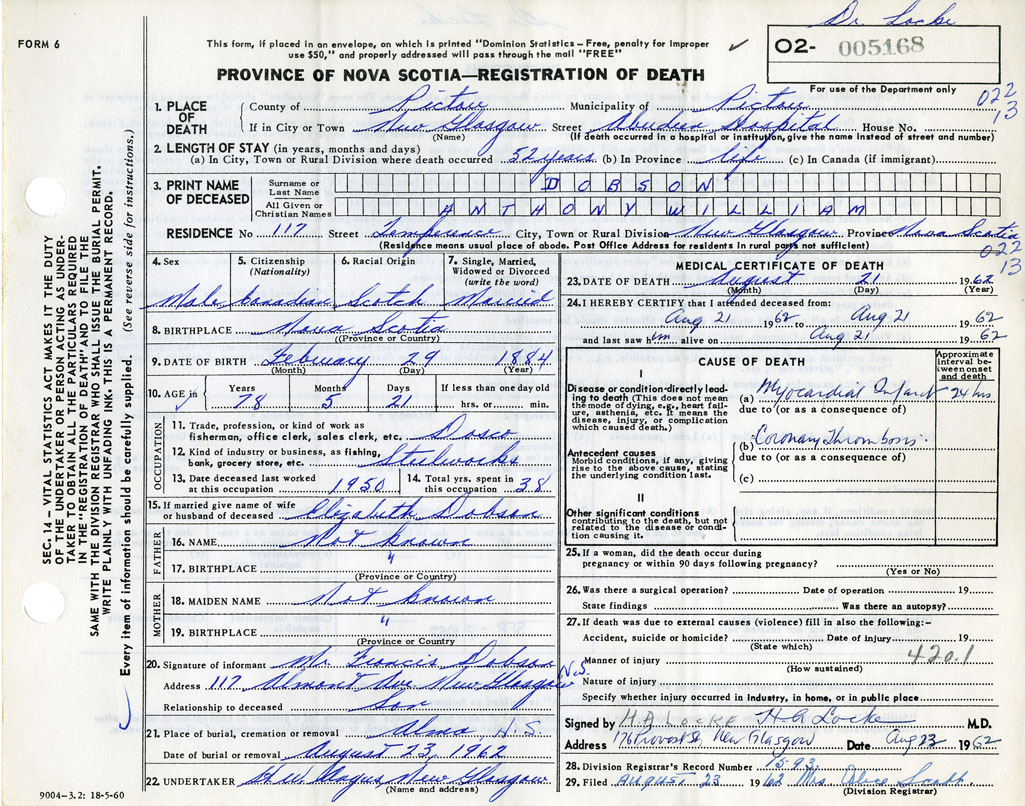 Dr. Locke
FORM 6
This form, if placed in an envelope, on which is printed "Dominion Statistics – Free, penalty for improper
use $50," and properly addressed will pass through the mail "FREE"
✓
O2- 005168
PROVINCE OF NOVA SCOTIA—REGISTRATION OF DEATH
For use of the Department only
022
13
1. PLACE OF DEATH
County of Pictou Municipality of Pictou
If in City or Town New Glasgow Street Aberdeen Hospital House No.
(Name) (If death occurred in a hospital or institution, give the name instead of street and number)
2. LENGTH OF STAY (in years, months and days)
(a) In City, Town or Rural Division where death occurred 52 years (b) In Province life (c) In Canada (if immigrant)
3. PRINT NAME OF DECEASED
Surname or Last Name DOBSON
All Given or Christian Names ANTHONY WILLIAM
RESIDENCE No 117 Street Temperence City, Town or Rural Division New Glasgow Province Nova Scotia
(Residence means usual place of abode. Post Office Address for residents in rural parts not sufficient)
022
13
4. Sex
Male
5. Citizenship (Nationality)
Canadian
6. Racial Origin
Scotch
7. Single, Married, Widowed or Divorced (write the word)
Married
8. BIRTHPLACE Nova Scotia
(Province or Country)
9. DATE OF BIRTH February 29 1884
(Month) (Day) (Year)
10. AGE in ✓
Years Months Days If less than one day old
78 5 21 hrs. or min.
OCCUPATION
11. Trade, profession, or kind of work as
fisherman, office clerk, sales clerk, etc. Dosco
12. Kind of industry or business, as fishing,
bank, grocery store, etc. Steelworks
13. Date deceased last worked
at this occupation 1950
14. Total yrs. spent in
this occupation 38
15. If married give name of wife
or husband of deceased Elizabeth Dobson
FATHER
16. NAME Not known
17. BIRTHPLACE "
(Province or Country)
MOTHER
18. MAIDEN NAME Not known
19. BIRTHPLACE "
(Province or Country)
20. Signature of informant Mr. Francis Dobson
Address 117 Almont Ave. New Glasgow N.S.
Relationship to deceased Son
21. Place of burial, cremation or removal Alma, N.S.
Date of burial or removal August 23, 1962
22. UNDERTAKER H.W. Angus, New Glasgow
(Name and address)
MEDICAL CERTIFICATE OF DEATH
23. DATE OF DEATH August 21 1962
(Month) (Day) (Year)
24. I HEREBY CERTIFY that I attended deceased from:
Aug 21 1962 to Aug 21 1962
and last saw him alive on Aug 21 1962
CAUSE OF DEATH
Approximate interval between onset and death
I
Disease or condition directly leading to death (This does not mean
the mode of dying, e.g., heart failure, asthenia, etc. It means the
disease, injury, or complication
which caused death.)
(a) Myocardial Infarct 24 hrs
due to (or as a consequence of)
Antecedent causes
Morbid conditions, if any, giving
rise to the above cause, stating
the underlying condition last.
(b) Coronary Thrombosis
due to (or as a consequence of)
(c)
II
Other significant conditions
contributing to the death, but not
related to the disease or condition causing it.
25. If a woman, did the death occur during
pregnancy or within 90 days following pregnancy?
(Yes or No)
26. Was there a surgical operation? Date of operation 19
State findings Was there an autopsy?
27. If death was due to external causes (violence) fill in also the following:–
Accident, suicide or homicide? Date of injury 19
(State which) 420.1
Manner of injury
(How sustained)
Nature of injury
Specify whether injury occurred in industry, in home, or in public place
Signed by H A LOCKE H A Locke M.D.
Address 176 Provost St, New Glasgow Date Aug 23 1962
28. Division Registrar's Record Number 1593
29. Filed August 23 1962 Mrs. Alice
(Division Registrar)
9004–3.2: 18-5-60
SEC. 14 – VITAL STATISTICS ACT MAKES IT THE DUTY
OF THE UNDERTAKER OR PERSON ACTING AS UNDERTAKER TO OBTAIN ALL THE PARTICULARS REQUIRED
IN THE "REGISTRATION OF DEATH" AND TO FILE THE
SAME WITH THE DIVISION REGISTRAR WHO SHALL ISSUE THE BURIAL PERMIT.
WRITE PLAINLY WITH UNFADING INK. THIS IS A PERMANENT RECORD.
Every item of information should be carefully supplied. (See reverse side for instructions.)